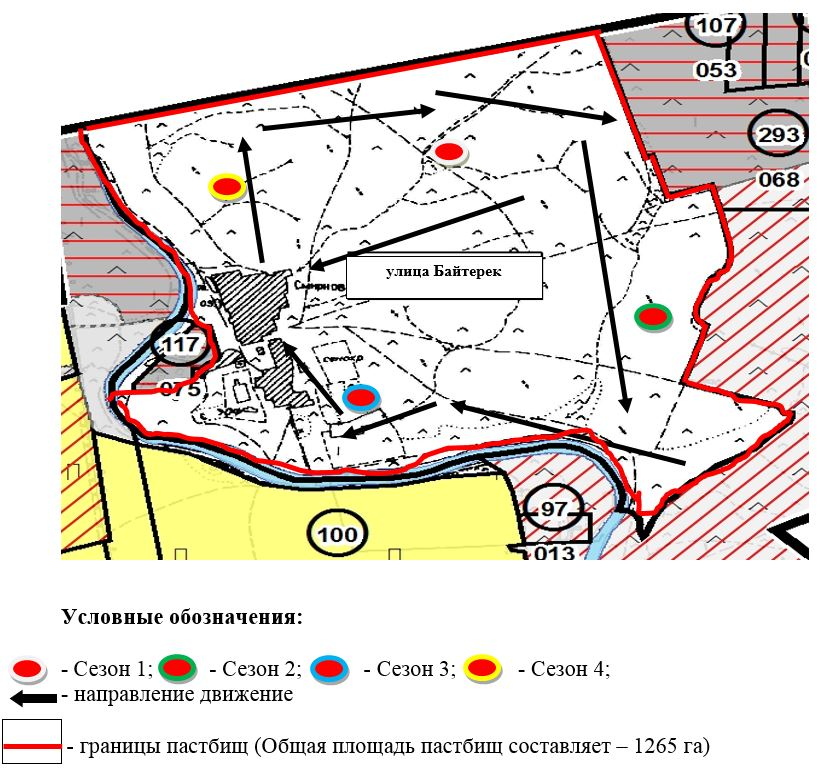 107
053
293
068
улица Байтерек
Смирнов
117
075
100
97
013
Условные обозначения:
- Сезон 1; - Сезон 2; - Сезон 3; - Сезон 4;
- направление движение
- границы пастбищ (Общая площадь пастбищ составляет – 1265 га)